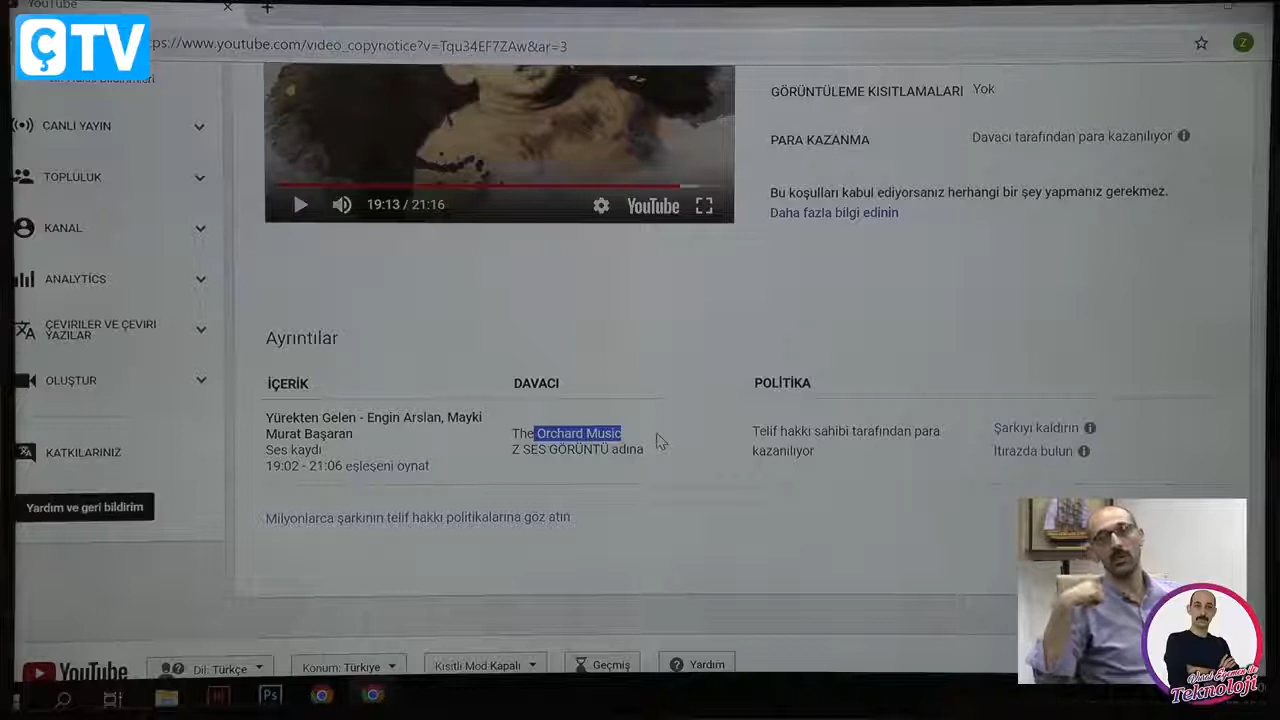 YouTube
ÇTV
ps://www.youtube.com/video_copynotice?v=Tqu34EF7ZAw&ar=3
Z
CANLI YAYIN
TOPLULUK
KANAL
ANALYTİCS
ÇEVİRİLER VE ÇEVİRİ
YAZILAR
OLUŞTUR
KATKILARINIZ
Yardım ve geri bildirim
19:13 / 21:16
YouTube
GÖRÜNTÜLEME KISITLAMALARI Yok
PARA KAZANMA Davacı tarafından para kazanılıyor
Bu koşulları kabul ediyorsanız herhangi bir şey yapmanız gerekmez.
Daha fazla bilgi edinin
Ayrıntılar
İÇERİK DAVACI POLİTİKA
Yürekten Gelen - Engin Arslan, Mayki
Murat Başaran
Ses kaydı
19:02 - 21:06 eşleşeni oynat
The Orchard Music
Z SES GÖRÜNTÜ adına
Telif hakkı sahibi tarafından para
kazanılıyor
Şarkıyı kaldırın
İtirazda bulun
Milyonlarca şarkının telif hakkı politikalarına göz atın
YouTube
Dil: Türkçe
Konum: Türkiye
Kısıtlı Mod Kapalı
Geçmiş
Yardım
Ps
Teknoloji